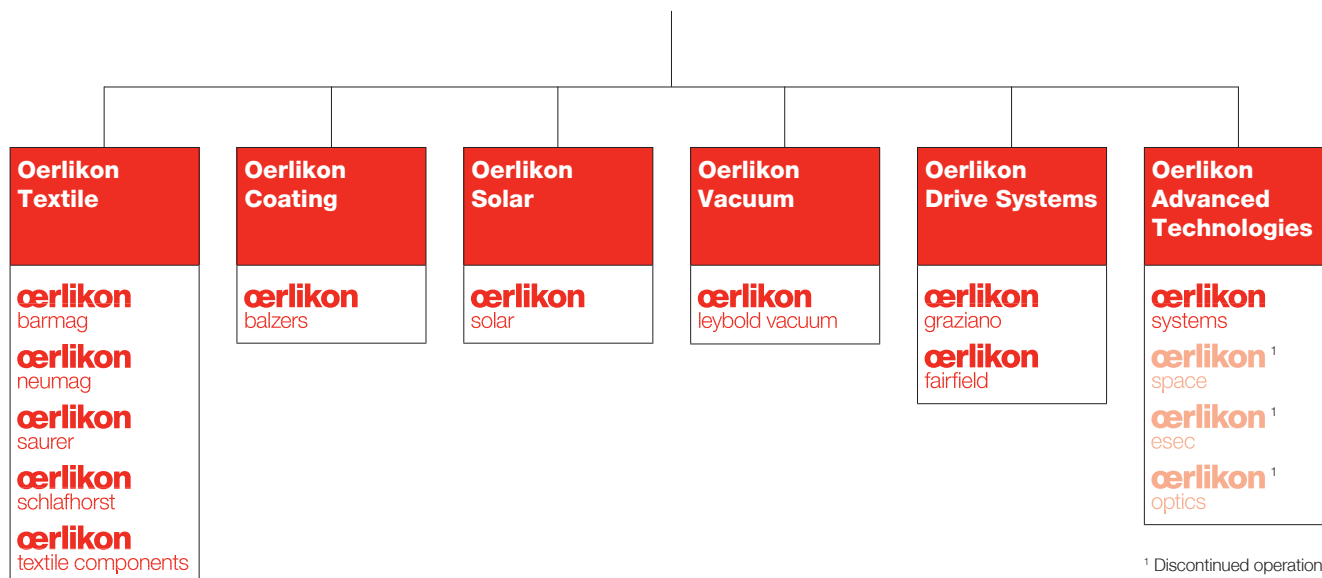 Oerlikon
Textile
œrlikon
barmag
œrlikon
neumag
œrlikon
saurer
œrlikon
schlafhorst
œrlikon
textile components
Oerlikon
Coating
œrlikon
balzers
Oerlikon
Solar
œrlikon
solar
Oerlikon
Vacuum
œrlikon
leybold vacuum
Oerlikon
Drive Systems
œrlikon
graziano
œrlikon
fairfield
Oerlikon
Advanced
Technologies
œrlikon
systems
œrlikon 1
space
œrlikon 1
esec
œrlikon 1
optics
1 Discontinued operation